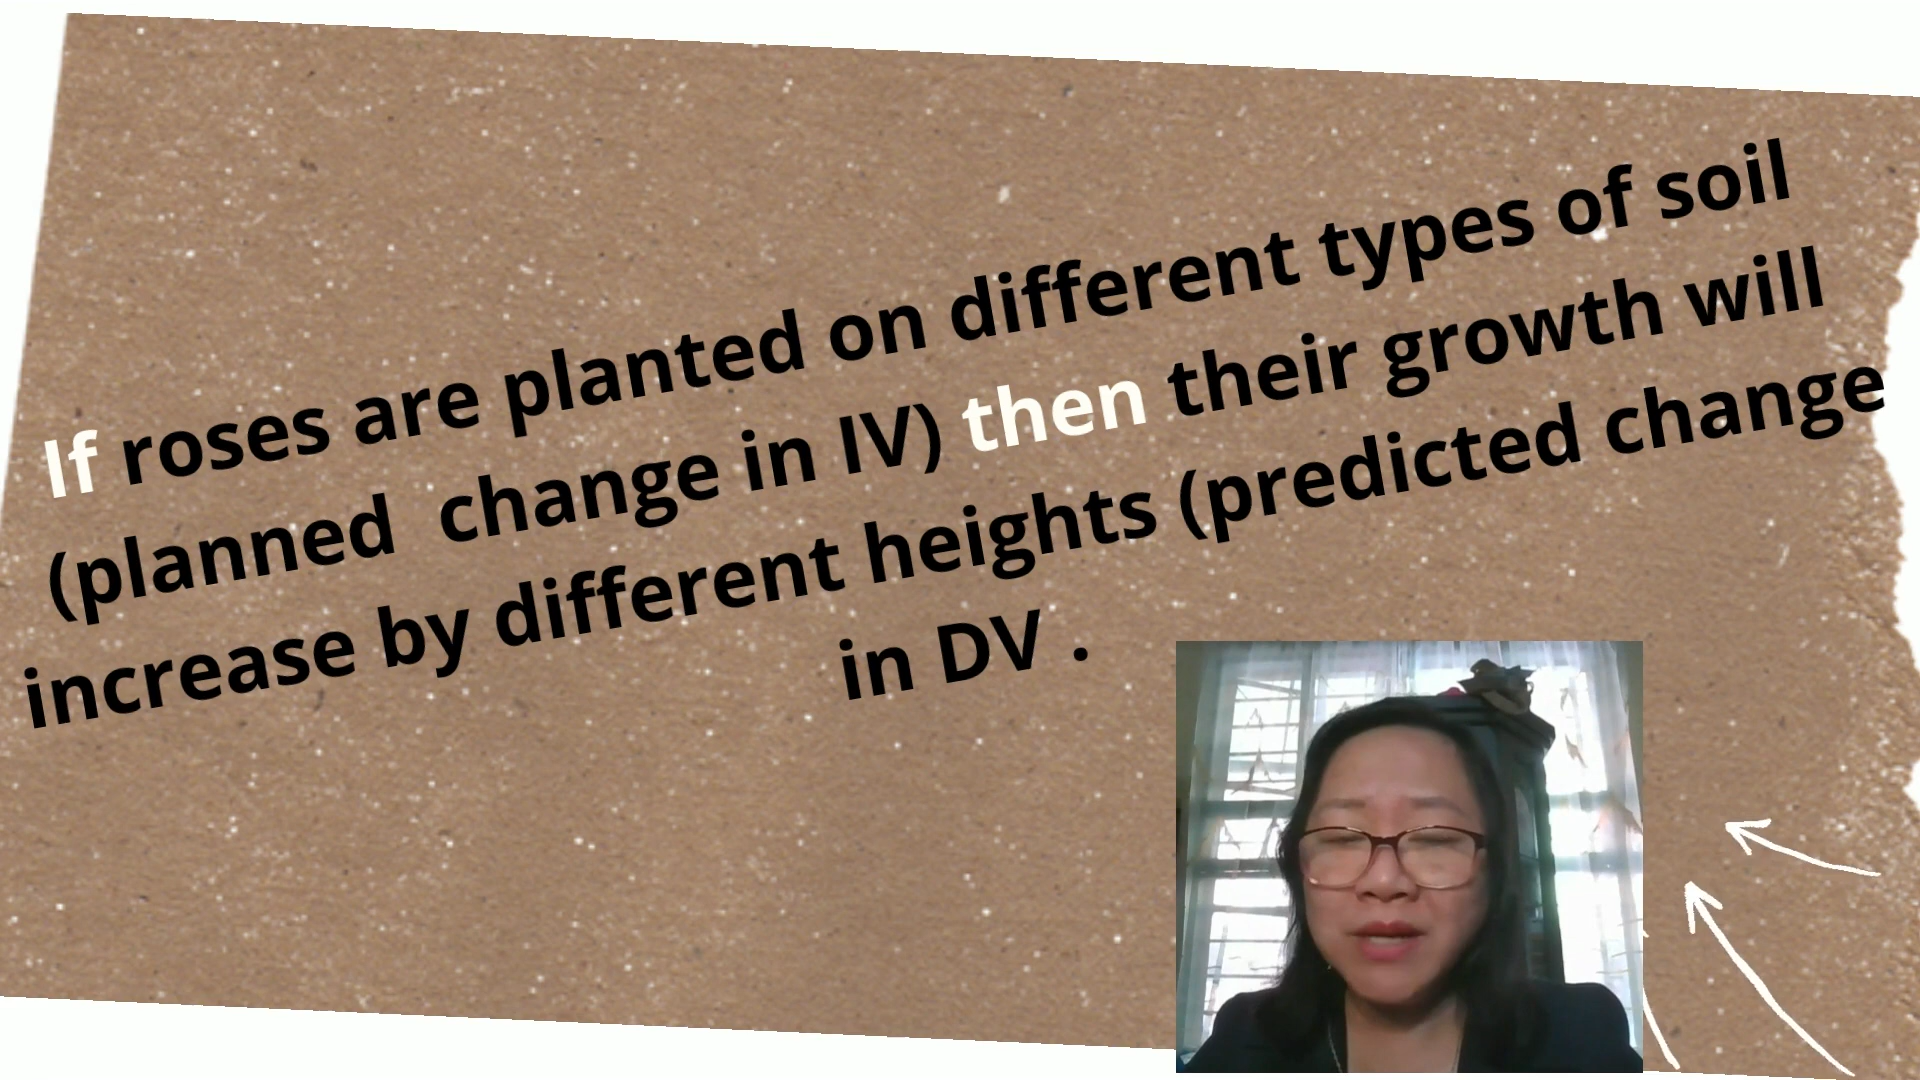 If roses are planted on different types of soil
(planned change in IV) then their growth will
increase by different heights (predicted change
in DV .